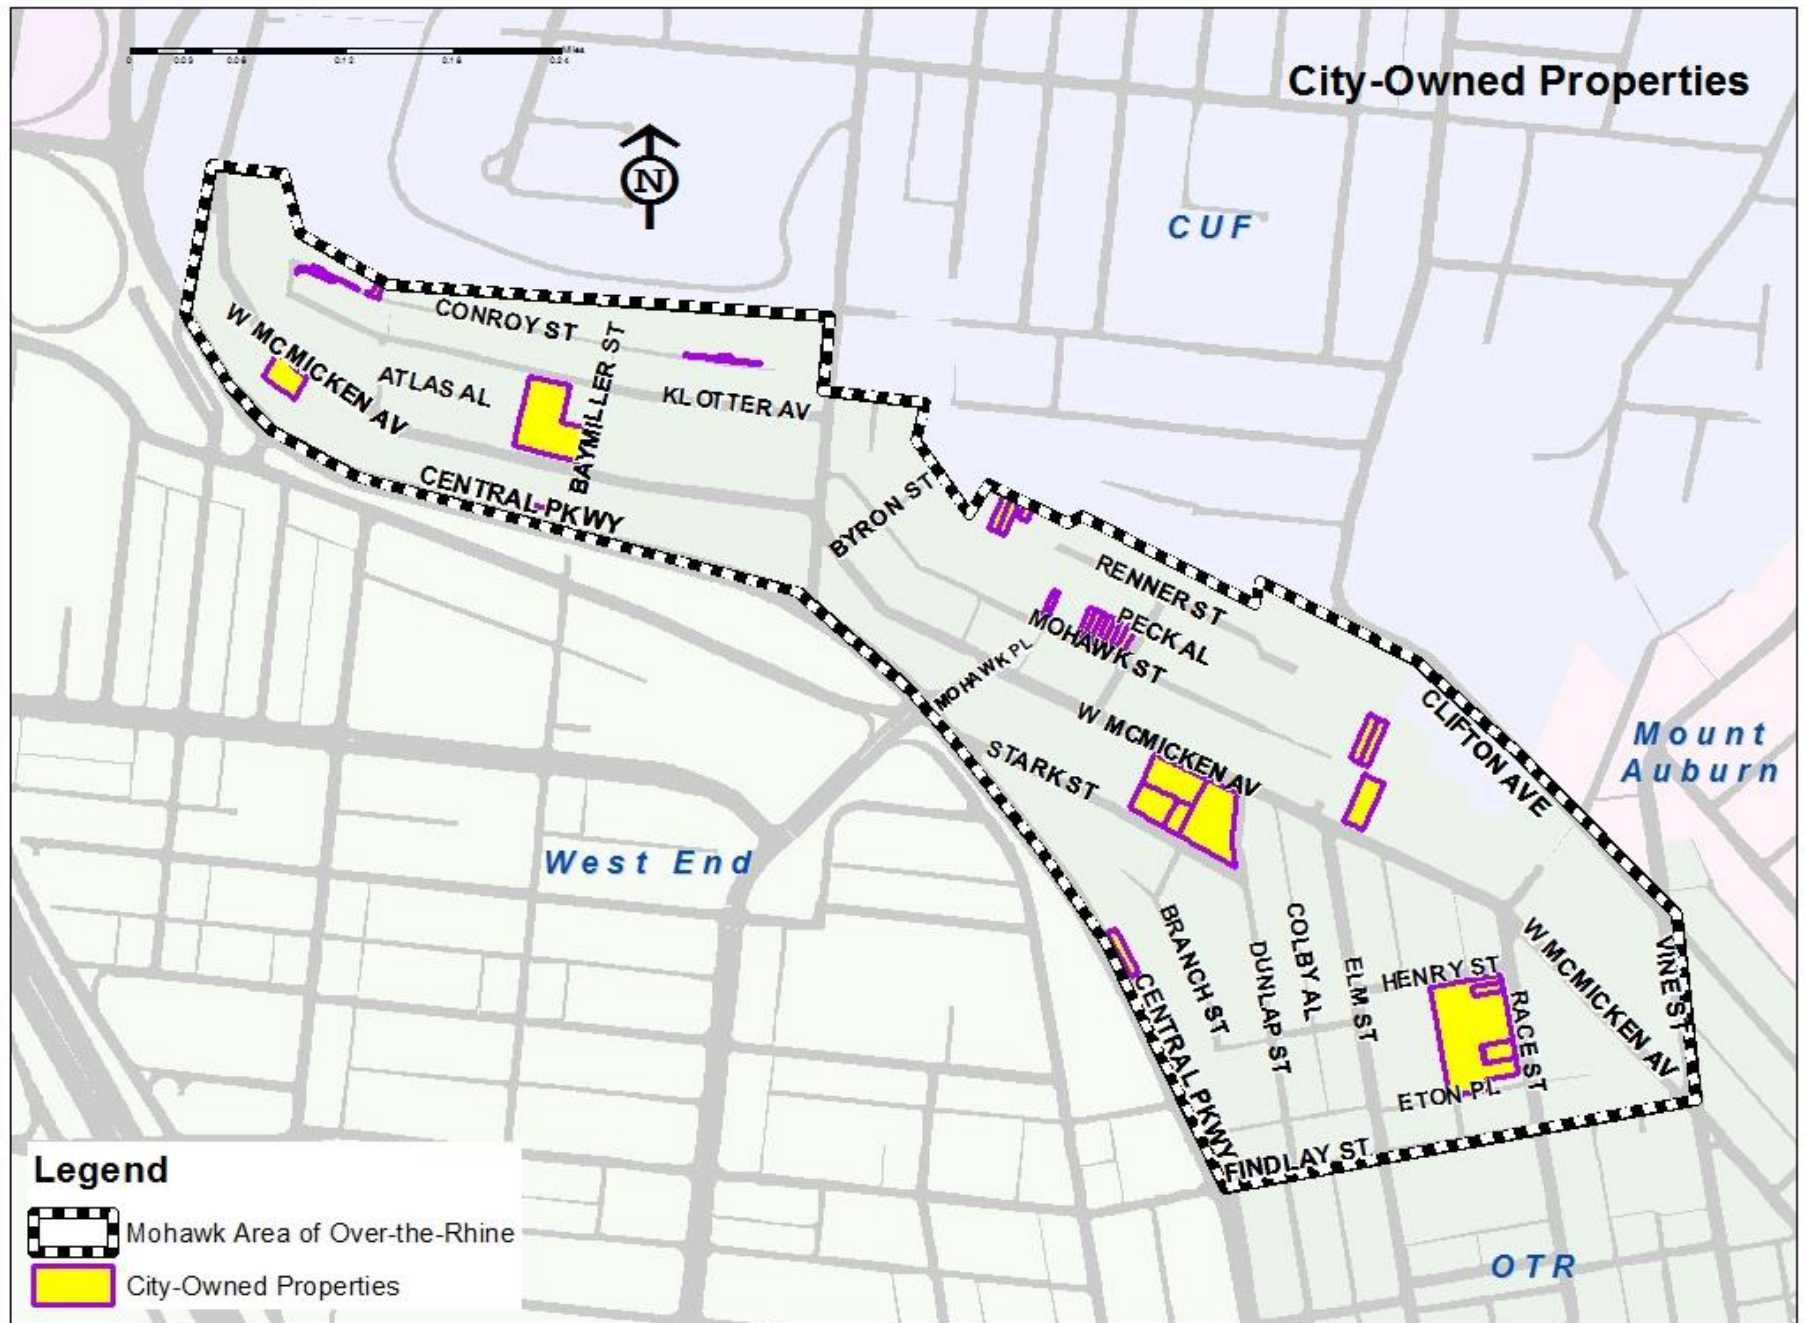 Miles
0
City-Owned Properties
N
CUF
CONROY ST
W MCMICKEN AV
ATLAS AL
BAYMILLER ST
KLOTTER AV
CENTRAL PKWY
BYRON ST
RENNER ST
PECK AL
MOHAWK ST
MOHAWK PL
W MCMICKEN AV
STARK ST
CLIFTON AVE
Mount
Auburn
West End
BRANCH ST
DUNLAP ST
COLBY AL
ELM ST
HENRY ST
RACE ST
W MCMICKEN AV
VINE ST
CENTRAL PKWY
ETON PL
FINDLAY ST
OTR
Legend
Mohawk Area of Over-the-Rhine
City-Owned Properties